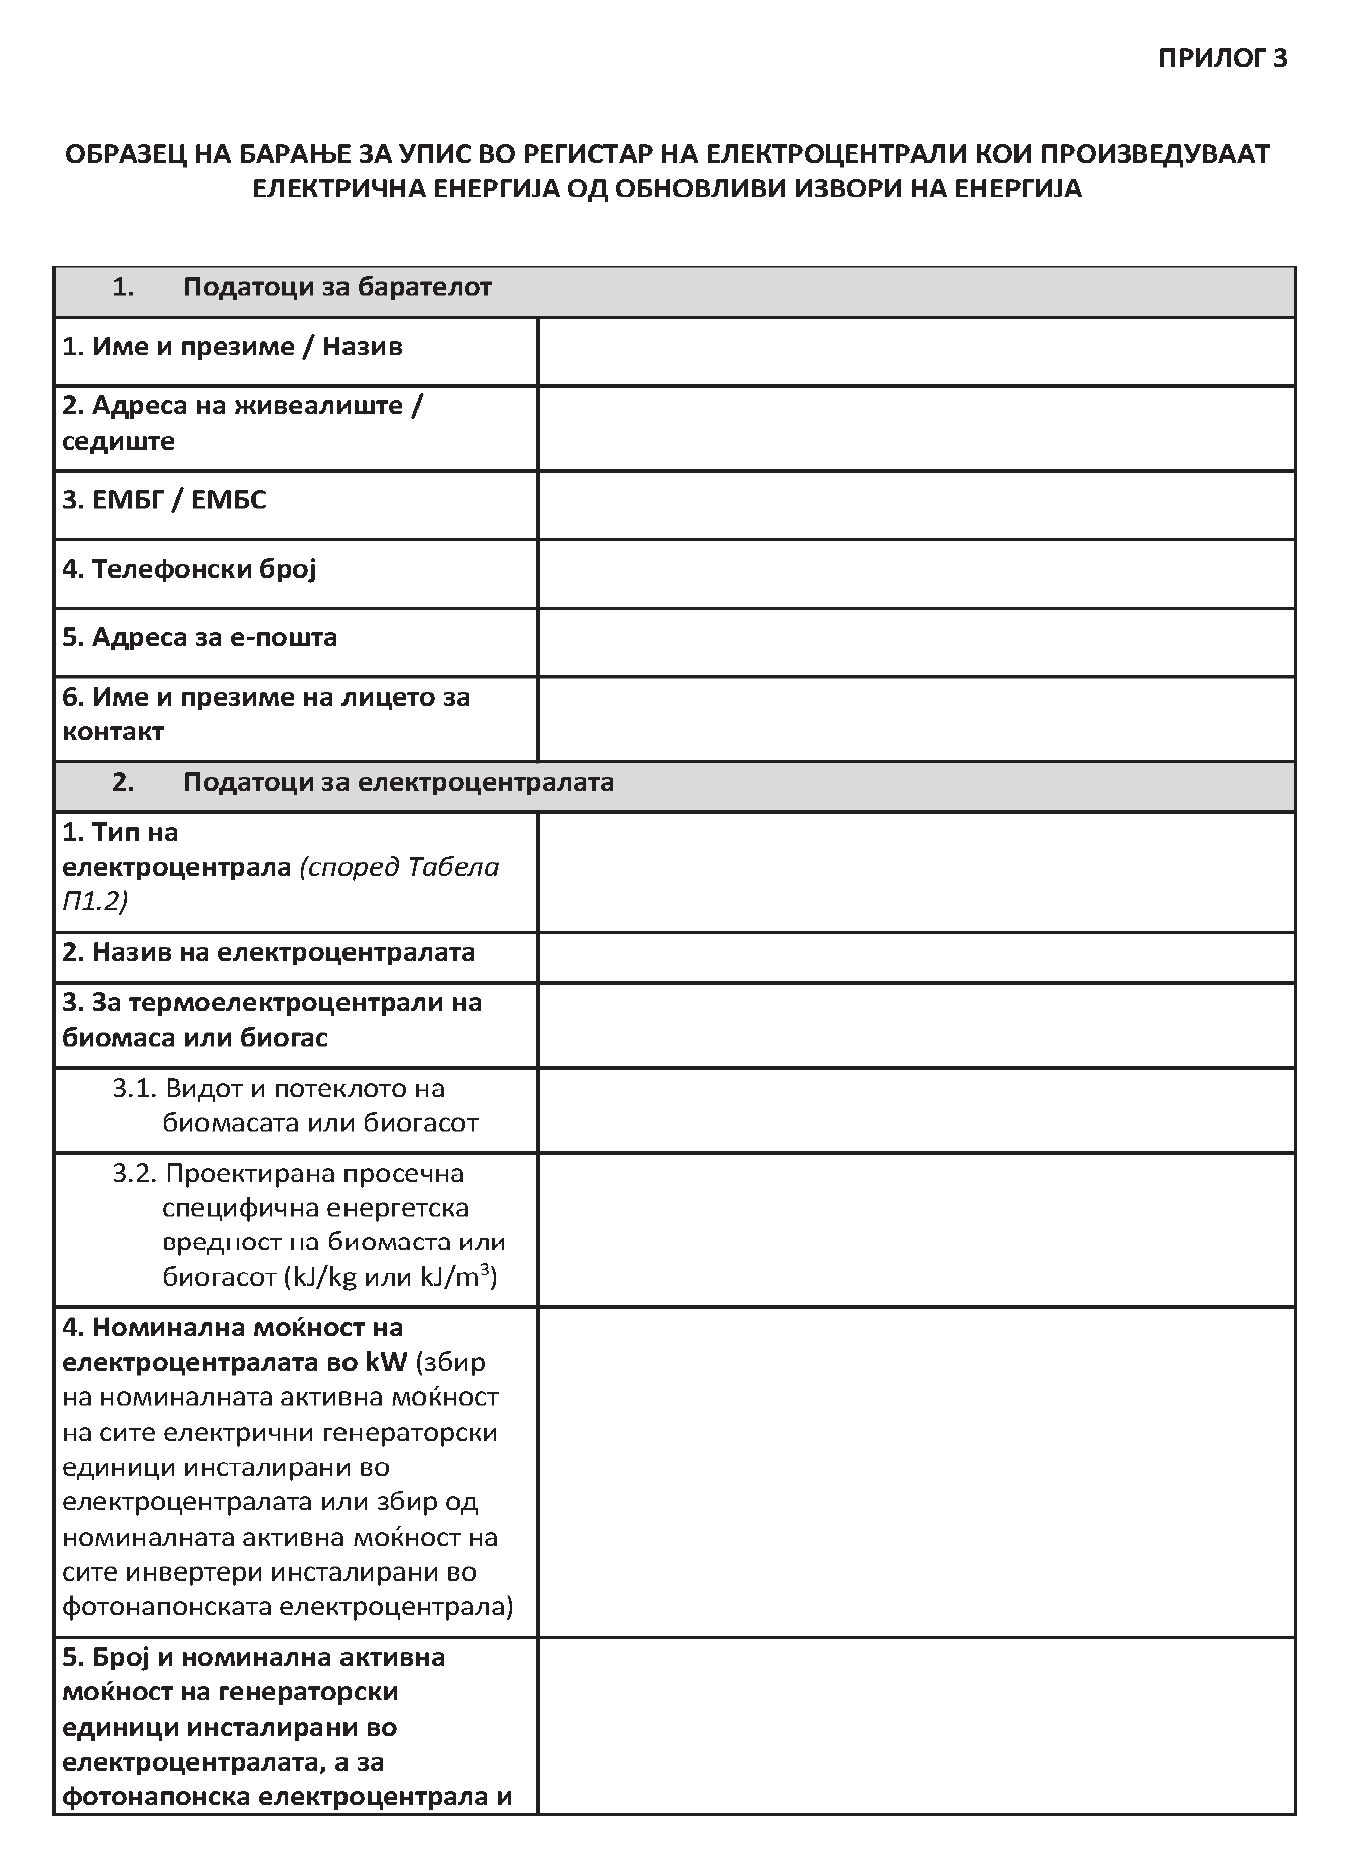 ПРИЛОГ 3
ОБРАЗЕЦ НА БАРАЊЕ ЗА УПИС ВО РЕГИСТАР НА ЕЛЕКТРОЦЕНТРАЛИ КОИ ПРОИЗВЕДУВААТ
ЕЛЕКТРИЧНА ЕНЕРГИЈА ОД ОБНОВЛИВИ ИЗВОРИ НА ЕНЕРГИЈА
1. Податоци за барателот
1. Име и презиме / Назив
2. Адреса на живеалиште /
седиште
3. ЕМБГ / ЕМБС
4. Телефонски број
5. Адреса за е-пошта
6. Име и презиме на лицето за
контакт
2. Податоци за електроцентралата
1. Тип на
електроцентрала (според Табела
П1.2)
2. Назив на електроцентралата
3. За термоелектроцентрали на
биомаса или биогас
3.1. Видот и потеклото на
биомасата или биогасот
3.2. Проектирана просечна
специфична енергетска
вредност на биомаста или
биогасот (kJ/kg или kJ/m³)
4. Номинална моќност на
електроцентралата во kW (збир
на номиналната активна моќност
на сите електрични генераторски
единици инсталирани во
електроцентралата или збир од
номиналната активна моќност на
сите инвертери инсталирани во
фотонапонската електроцентрала)
5. Број и номинална активна
моќност на генераторски
единици инсталирани во
електроцентралата, а за
фотонапонска електроцентрала и